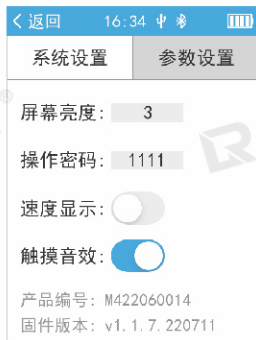 < 返回 16:34
系统设置 参数设置
屏幕亮度: 3
操作密码: 1111
速度显示:
触摸音效:
产品编号: M422060014
固件版本: v1.1.7.220711
R